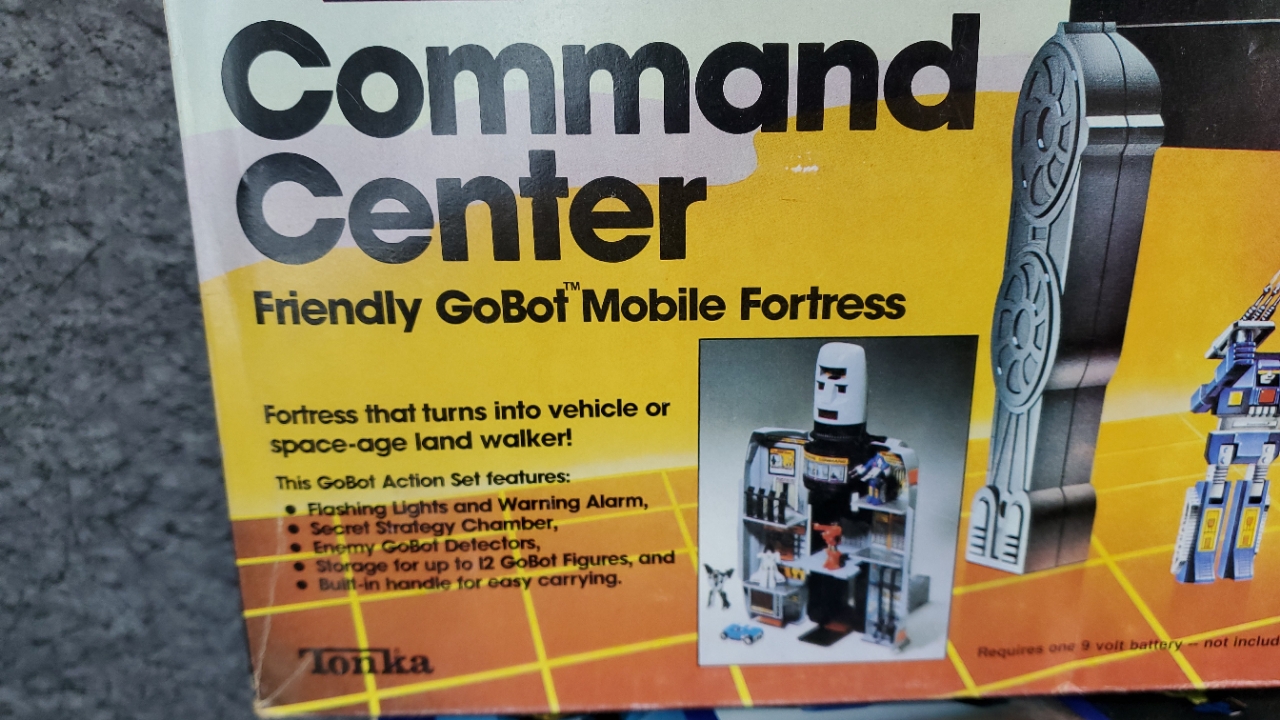 Command
Center
Friendly GoBot™ Mobile Fortress
Fortress that turns into vehicle or
space-age land walker!
This GoBot Action Set features:
• Flashing Lights and Warning Alarm,
• Secret Strategy Chamber,
• Enemy GoBot Detectors,
• Storage for up to 12 GoBot Figures, and
• Built-in handle for easy carrying.
Tonka
Requires one 9 volt battery – not includ